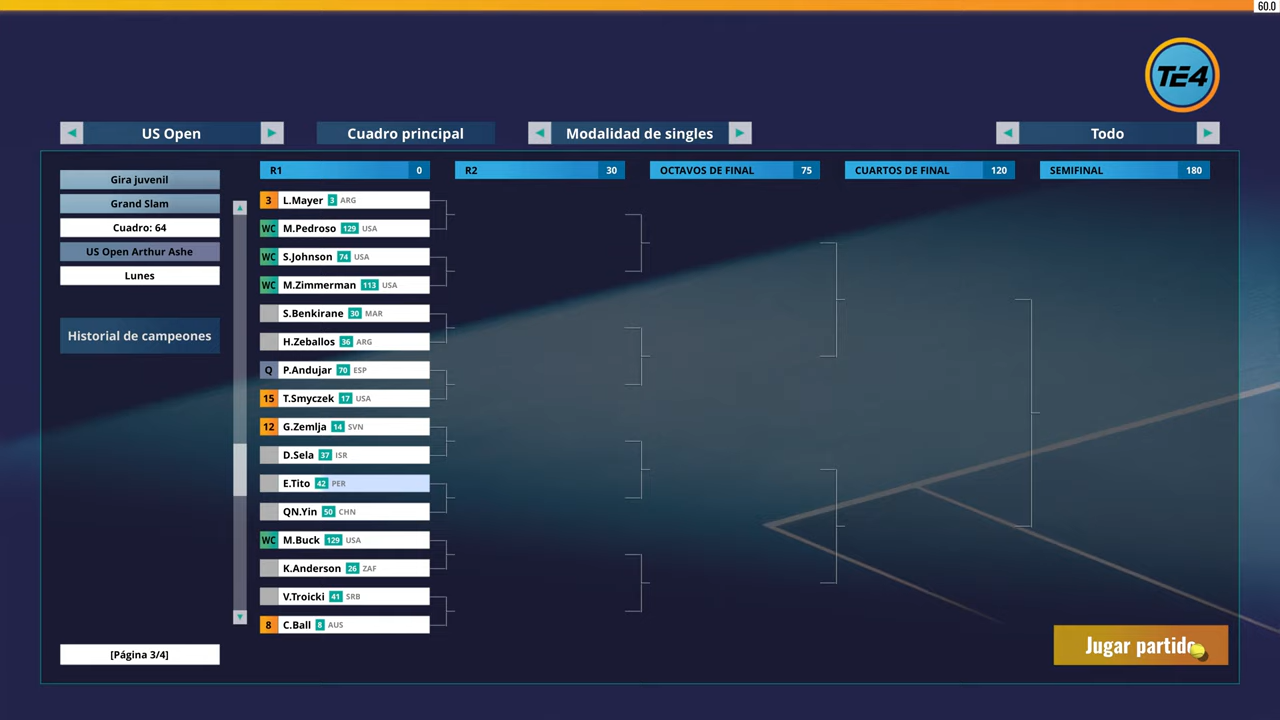 60.0
TE4
US Open
Cuadro principal
Modalidad de singles
Todo
Gira juvenil
Grand Slam
Cuadro: 64
US Open Arthur Ashe
Lunes
Historial de campeones
[Página 3/4]
R1 0
R2 30
OCTAVOS DE FINAL 75
CUARTOS DE FINAL 120
SEMIFINAL 180
3 L.Mayer 3 ARG
WC M.Pedroso 129 USA
WC S.Johnson 74 USA
WC M.Zimmerman 113 USA
S.Benkirane 30 MAR
H.Zeballos 36 ARG
Q P.Andujar 70 ESP
15 T.Smyczek 17 USA
12 G.Zemlja 14 SVN
D.Sela 37 ISR
E.Tito 42 PER
QN.Yin 50 CHN
WC M.Buck 129 USA
K.Anderson 26 ZAF
V.Troicki 41 SRB
8 C.Ball 8 AUS
Jugar partido